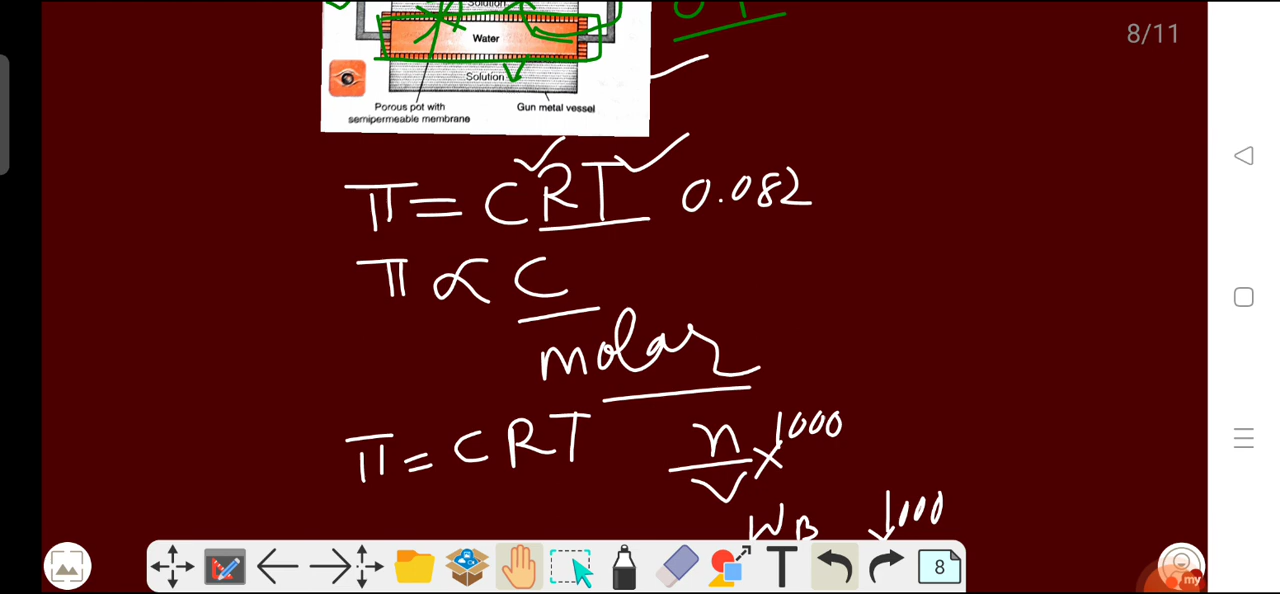 8/11
Solution
Water
Solution
Porous pot with
semipermeable membrane
Gun metal vessel
π = CRT 0.082
π ∝ C
molar
π = CRT n/V × 1000
WB 1000
T
8
my